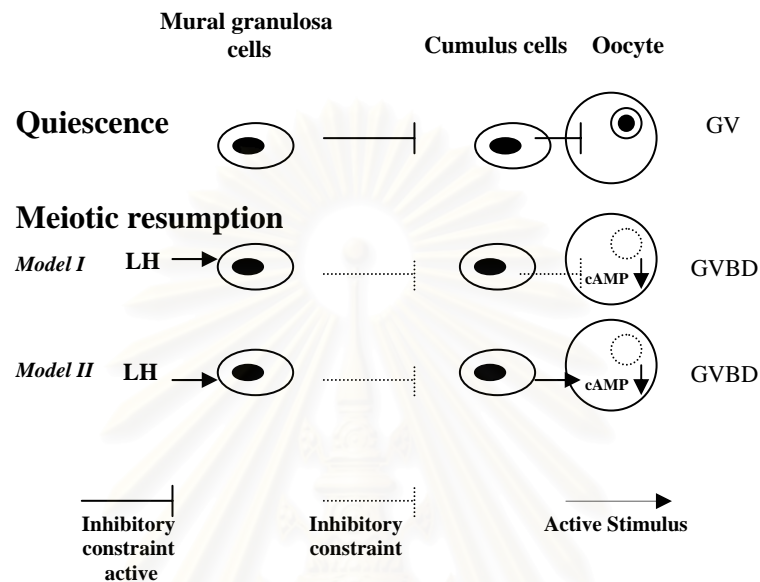 Mural granulosa
cells
Cumulus cells
Oocyte
Quiescence
GV
Meiotic resumption
Model I
LH
cAMP
GVBD
Model II
LH
cAMP
GVBD
Inhibitory
constraint
active
Inhibitory
constraint
Active Stimulus